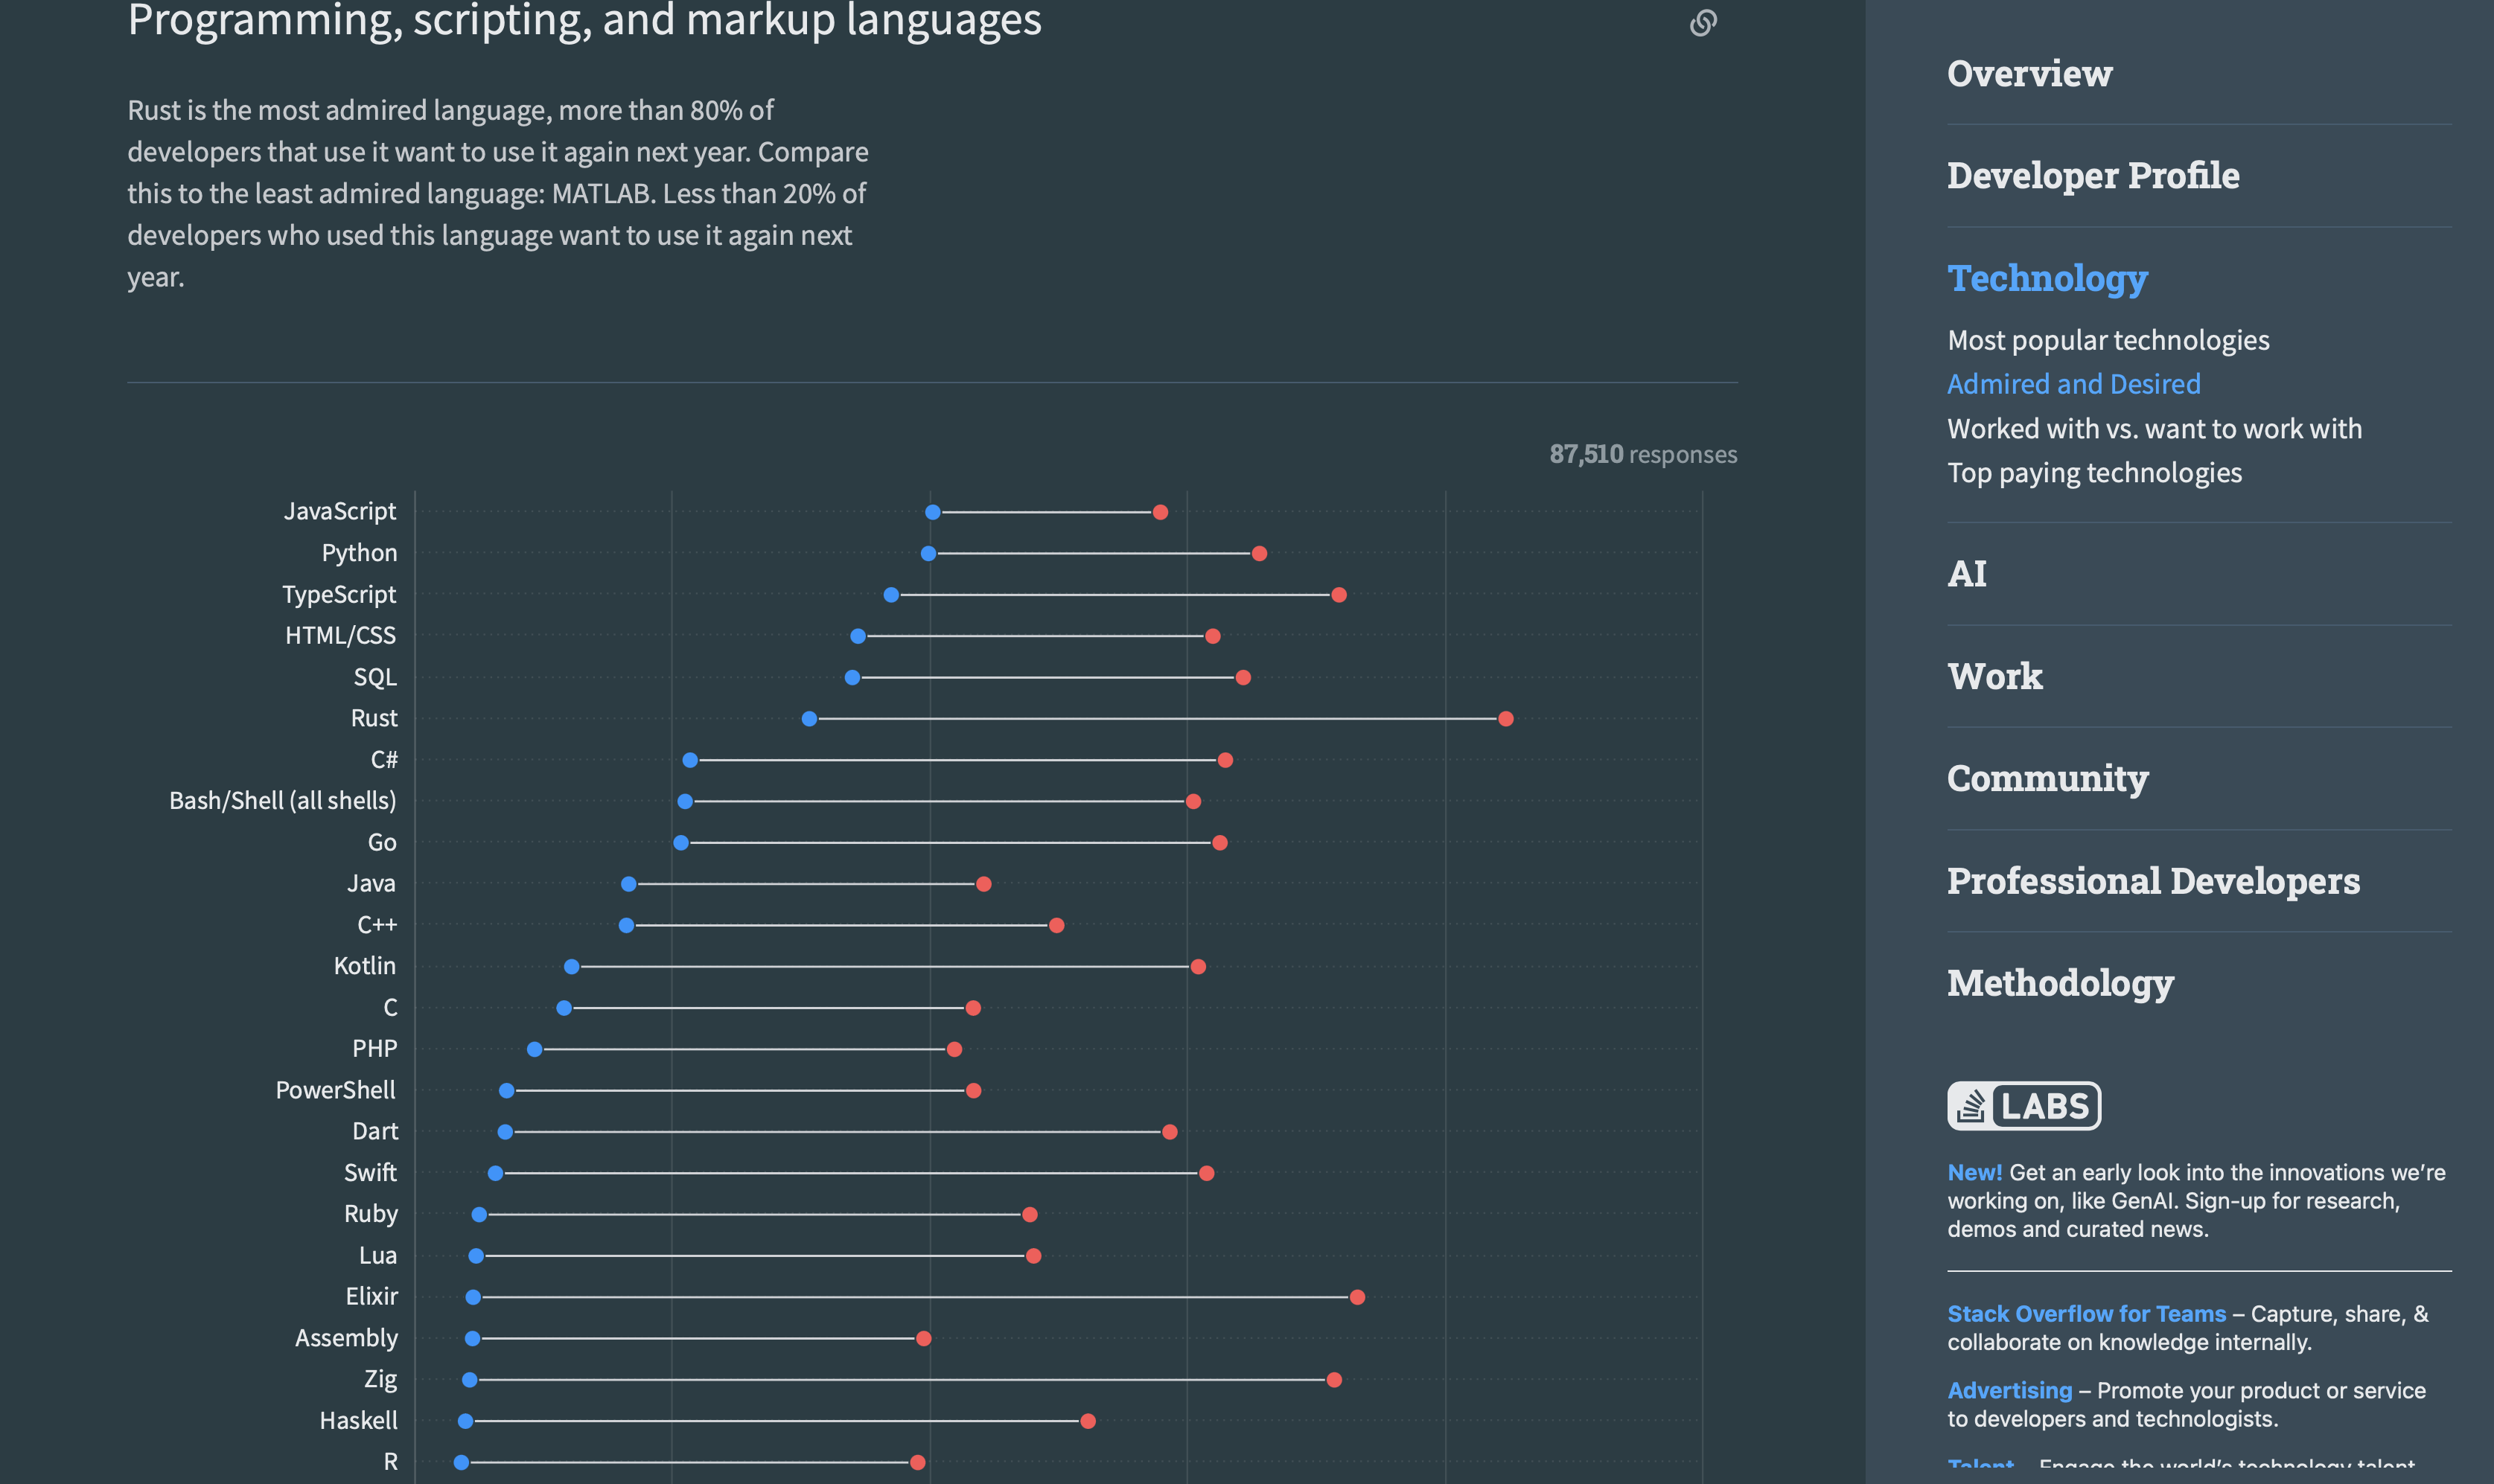 Programming, scripting, and markup languages
Rust is the most admired language, more than 80% of
developers that use it want to use it again next year. Compare
this to the least admired language: MATLAB. Less than 20% of
developers who used this language want to use it again next
year.
87,510 responses
JavaScript
Python
TypeScript
HTML/CSS
SQL
Rust
C#
Bash/Shell (all shells)
Go
Java
C++
Kotlin
C
PHP
PowerShell
Dart
Swift
Ruby
Lua
Elixir
Assembly
Zig
Haskell
R
Overview
Developer Profile
Technology
Most popular technologies
Admired and Desired
Worked with vs. want to work with
Top paying technologies
AI
Work
Community
Professional Developers
Methodology
LABS
New! Get an early look into the innovations we’re
working on, like GenAI. Sign-up for research,
demos and curated news.
Stack Overflow for Teams – Capture, share, &
collaborate on knowledge internally.
Advertising – Promote your product or service
to developers and technologists.
Talent – Engage the world’s technology talent